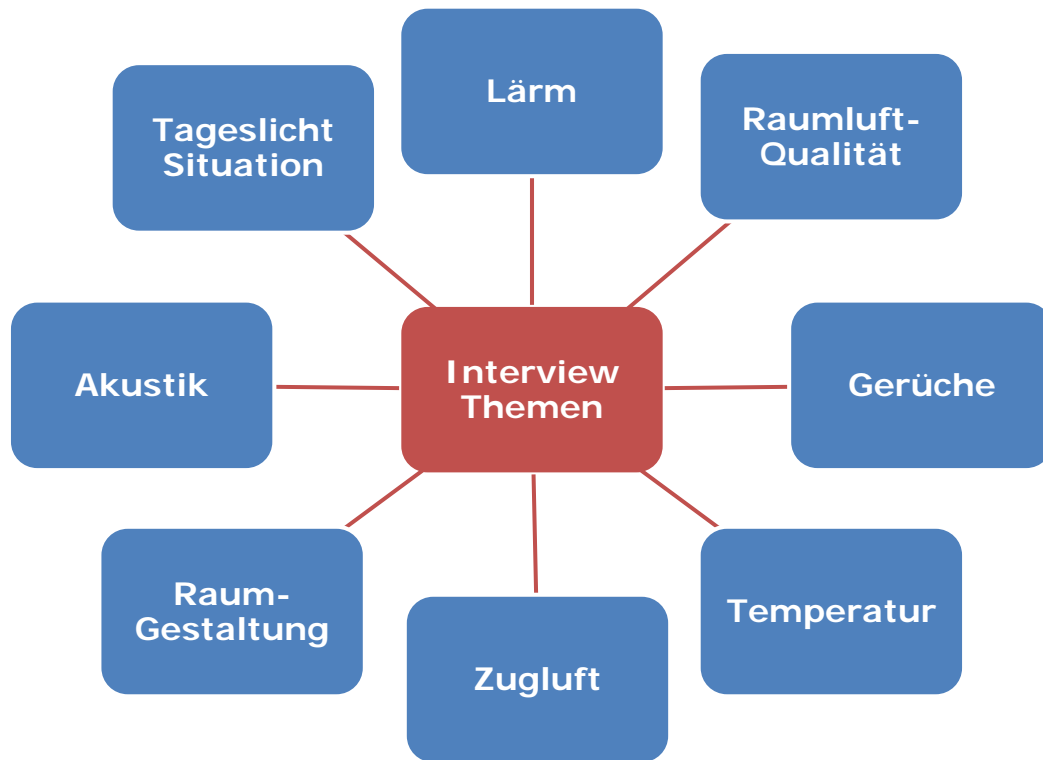 Lärm
Tageslicht
Situation
Raumluft-
Qualität
Akustik
Interview
Themen
Gerüche
Raum-
Gestaltung
Zugluft
Temperatur